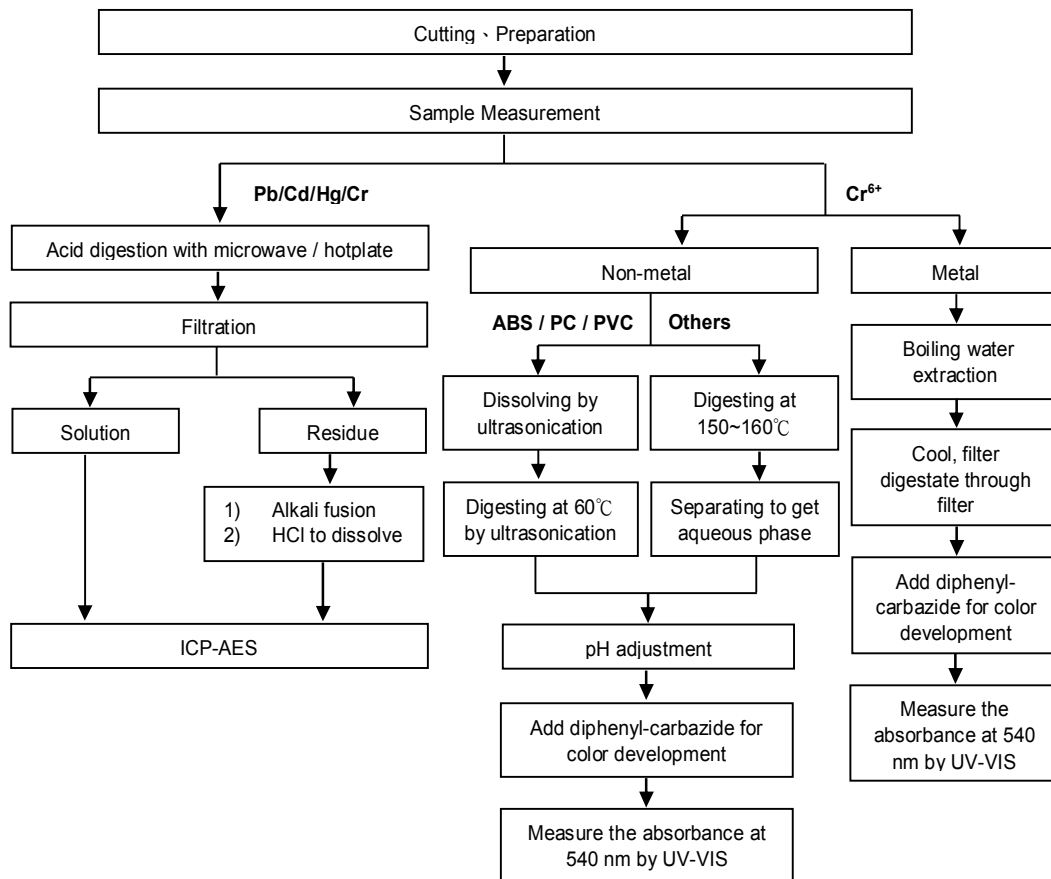 Cutting、Preparation
Sample Measurement
Pb/Cd/Hg/Cr
Cr⁶⁺
Acid digestion with microwave / hotplate
Filtration
Solution
Residue
1) Alkali fusion
2) HCl to dissolve
ICP-AES
Non-metal
ABS / PC / PVC
Others
Dissolving by
ultrasonication
Digesting at 60℃
by ultrasonication
Digesting at
150~160℃
Separating to get
aqueous phase
pH adjustment
Add diphenyl-carbazide for
color development
Measure the absorbance at
540 nm by UV-VIS
Metal
Boiling water
extraction
Cool, filter
digestate through
filter
Add diphenyl-
carbazide for color
development
Measure the
absorbance at 540
nm by UV-VIS